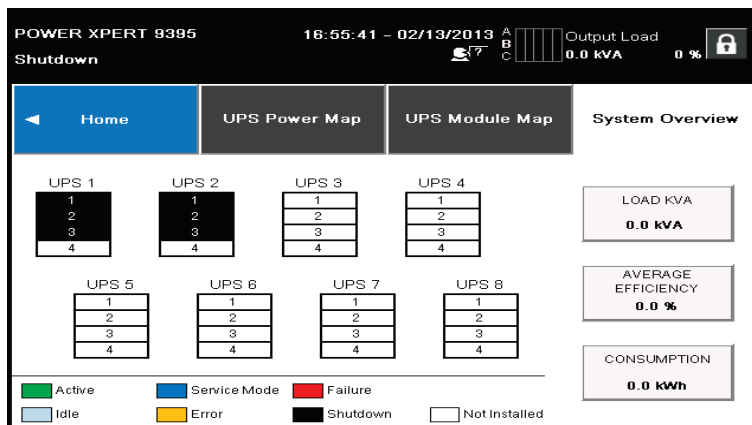 POWER XPERT 9395
16:55:41 - 02/13/2013
A
B
C
Output Load
Shutdown
?
0.0 kVA 0 %
Home
UPS Power Map
UPS Module Map
System Overview
UPS 1
1
2
3
4
UPS 2
1
2
3
4
UPS 3
1
2
3
4
UPS 4
1
2
3
4
LOAD KVA
0.0 kVA
UPS 5
1
2
3
4
UPS 6
1
2
3
4
UPS 7
1
2
3
4
UPS 8
1
2
3
4
AVERAGE
EFFICIENCY
0.0 %
CONSUMPTION
0.0 kWh
Active
Service Mode
Failure
Idle
Error
Shutdown
Not Installed